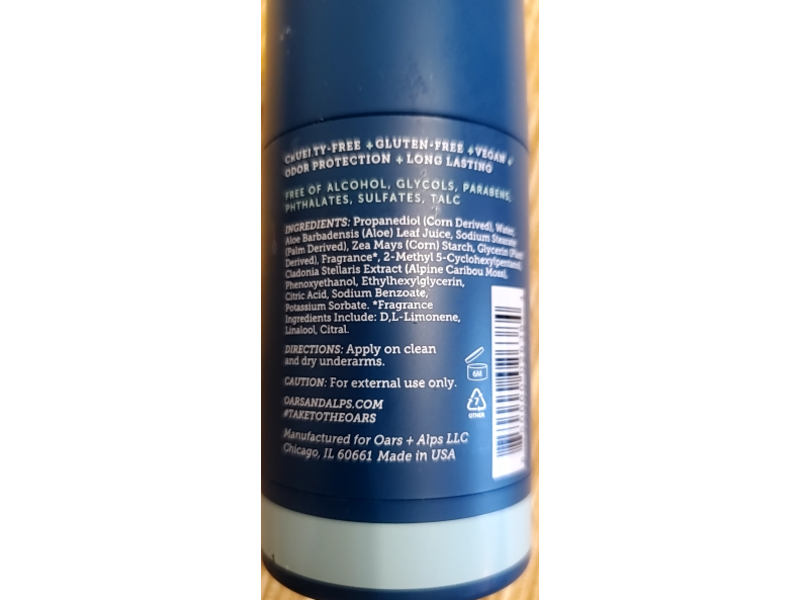 CRUELTY-FREE + GLUTEN-FREE + VEGAN +
ODOR PROTECTION + LONG LASTING
FREE OF ALCOHOL, GLYCOLS, PARABENS,
PHTHALATES, SULFATES, TALC
INGREDIENTS: Propanediol (Corn Derived), Water,
Aloe Barbadensis (Aloe) Leaf Juice, Sodium Stearate
(Palm Derived), Zea Mays (Corn) Starch, Glycerin (Plant
Derived), Fragrance*, 2-Methyl 5-Cyclohexylpentanol,
Cladonia Stellaris Extract (Alpine Caribou Moss),
Phenoxyethanol, Ethylhexylglycerin,
Citric Acid, Sodium Benzoate,
Potassium Sorbate. *Fragrance
Ingredients Include: D,L-Limonene,
Linalool, Citral.
DIRECTIONS: Apply on clean
and dry underarms.
CAUTION: For external use only.
OARSANDALPS.COM
#TAKETOTHEOARS
Manufactured for Oars + Alps LLC
Chicago, IL 60661 Made in USA
6M
7
OTHER